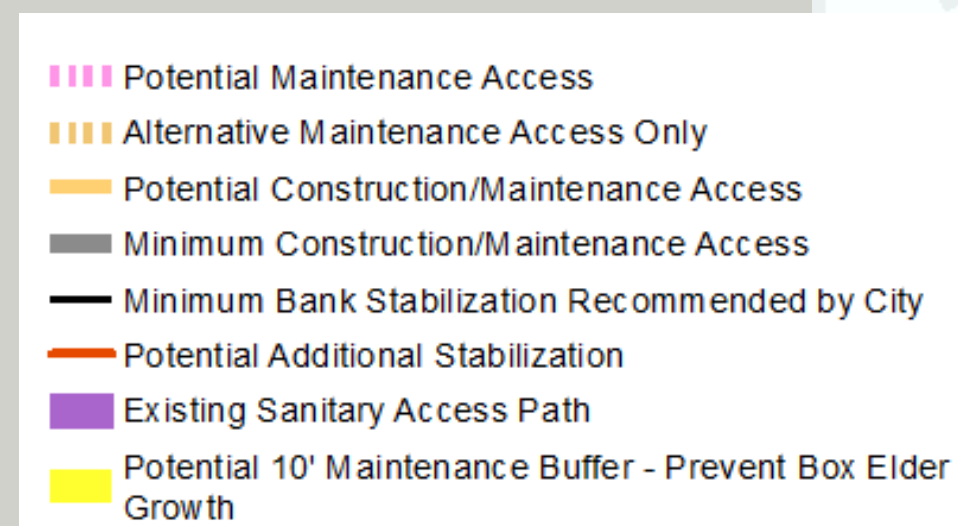 Potential Maintenance Access
Alternative Maintenance Access Only
Potential Construction/Maintenance Access
Minimum Construction/Maintenance Access
Minimum Bank Stabilization Recommended by City
Potential Additional Stabilization
Existing Sanitary Access Path
Potential 10' Maintenance Buffer - Prevent Box Elder
Growth